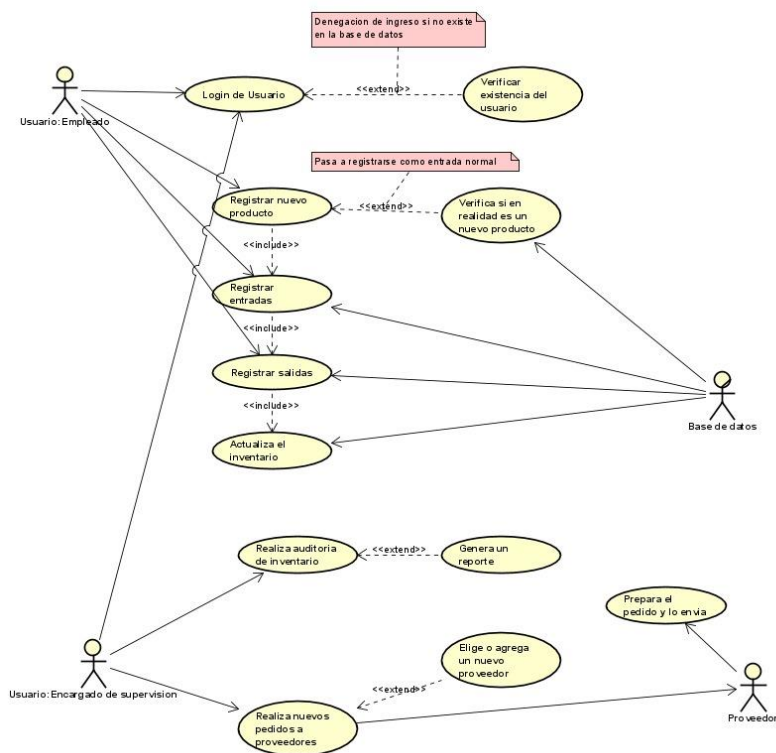 Denegacion de ingreso si no existe
en la base de datos
Login de Usuario
<<extend>>
Verificar
existencia del
usuario
Usuario: Empleado
Pasa a registrarse como entrada normal
Registrar nuevo
producto
<<extend>>
Verifica si en
realidad es un
nuevo producto
<<include>>
Registrar
entradas
<<include>>
Registrar salidas
<<include>>
Base de datos
Actualiza el
inventario
Realiza auditoria
de inventario
<<extend>>
Genera un
reporte
Prepara el
pedido y lo envia
Elige o agrega
un nuevo
proveedor
<<extend>>
Usuario: Encargado de supervision
Realiza nuevos
pedidos a
proveedores
Proveedor